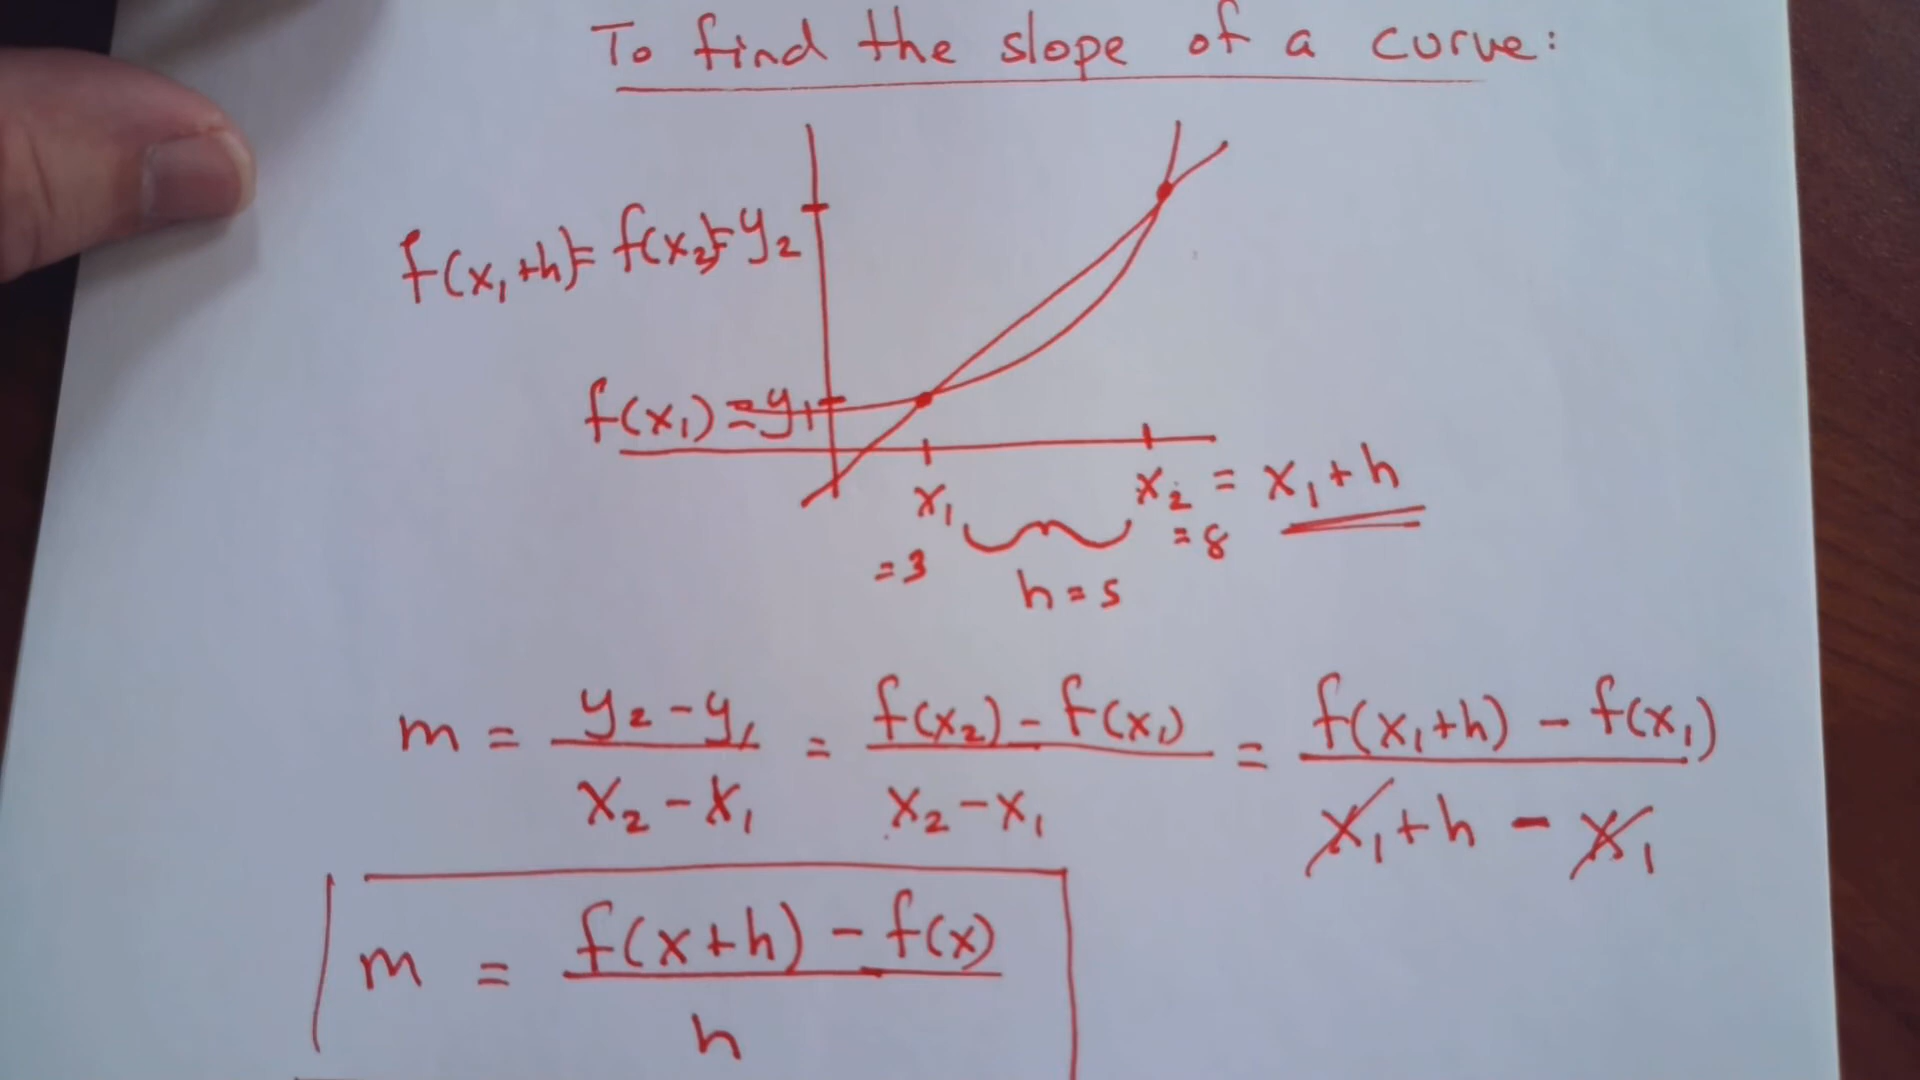 To find the slope of a curve:
f(x₁+h) = f(x₂) = y₂
f(x₁) = y₁
x₁ x₂ = x₁+h
= 3 = 8
h = 5
m = (y₂ - y₁)/(x₂ - x₁) = (f(x₂) - f(x₁))/(x₂ - x₁) = (f(x₁+h) - f(x₁))/(x₁+h - x₁)
m = (f(x+h) - f(x))/h